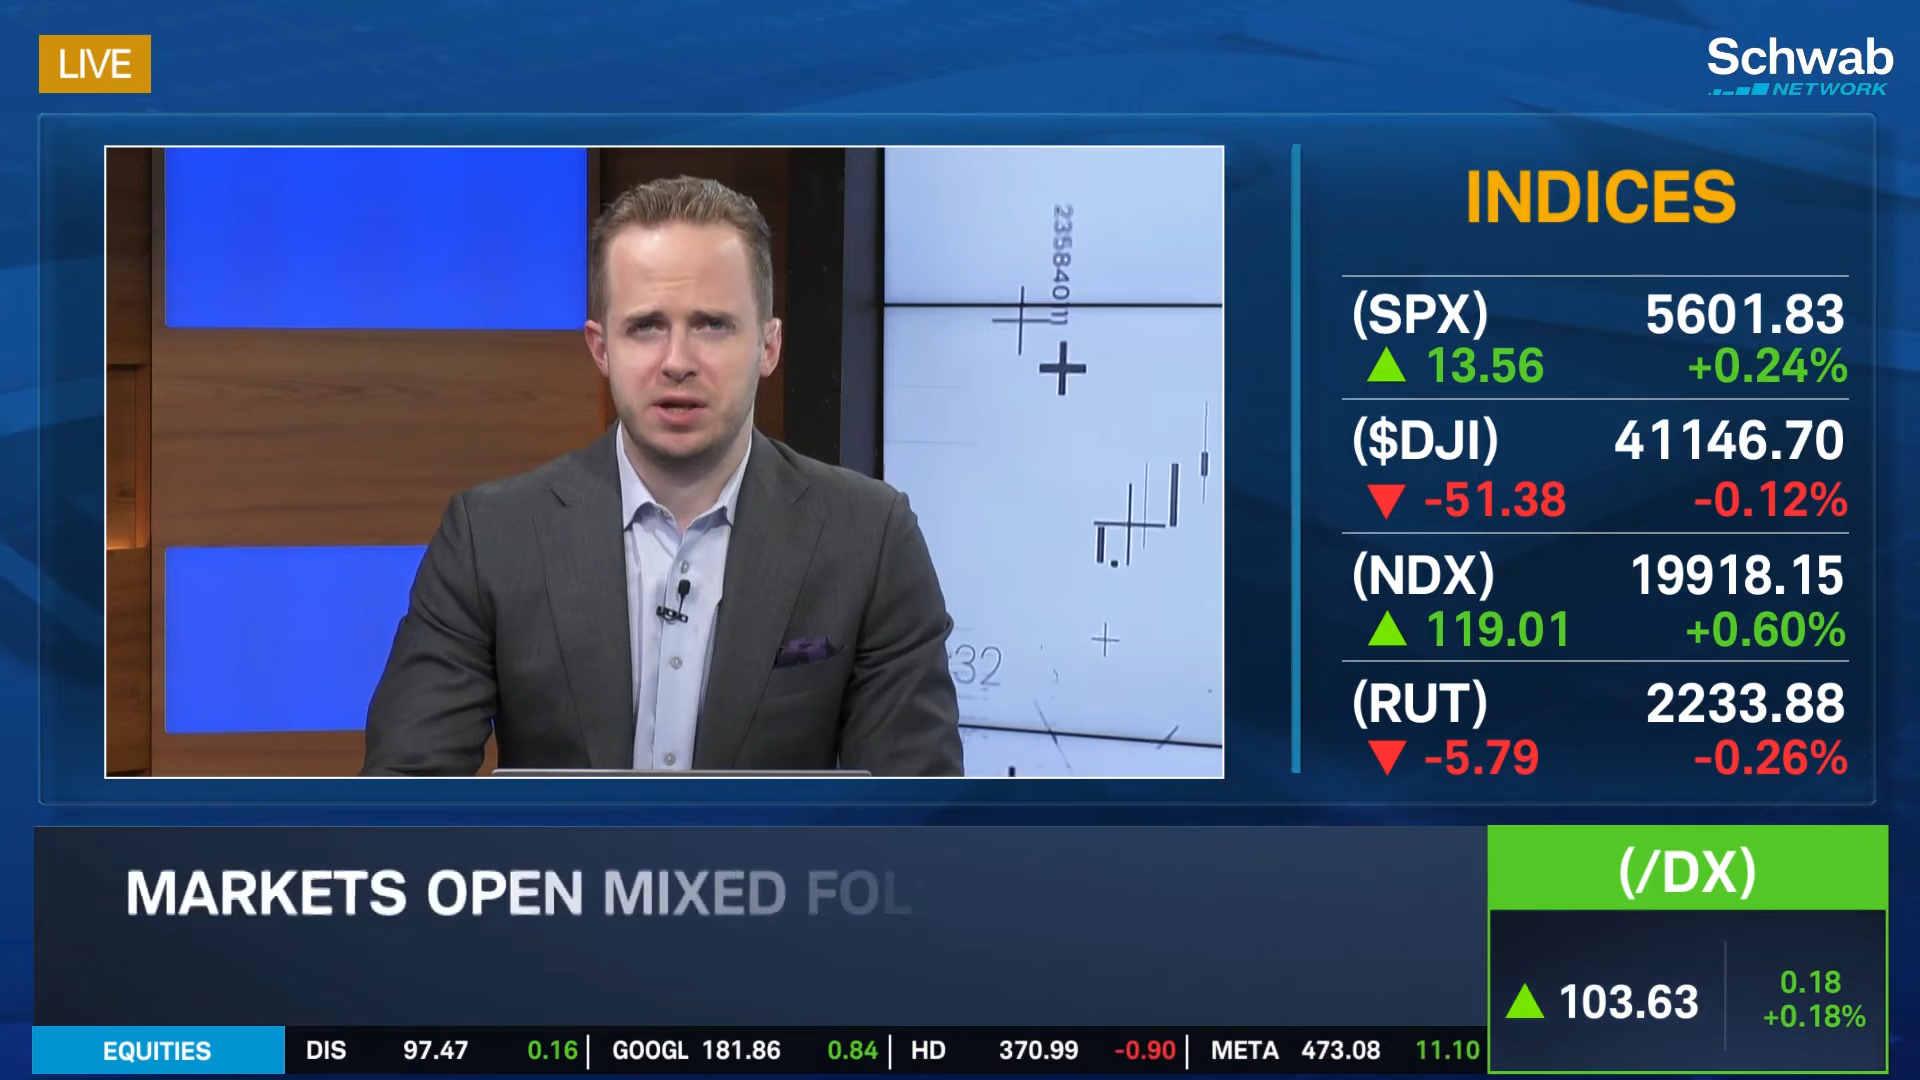 LIVE
Schwab
NETWORK
INDICES
(SPX) 5601.83
▲ 13.56 +0.24%
($DJI) 41146.70
▼ -51.38 -0.12%
(NDX) 19918.15
▲ 119.01 +0.60%
(RUT) 2233.88
▼ -5.79 -0.26%
32
MARKETS OPEN MIXED FOL
(/DX)
▲ 103.63
0.18
+0.18%
EQUITIES DIS 97.47 0.16 GOOGL 181.86 0.84 HD 370.99 -0.90 META 473.08 11.10